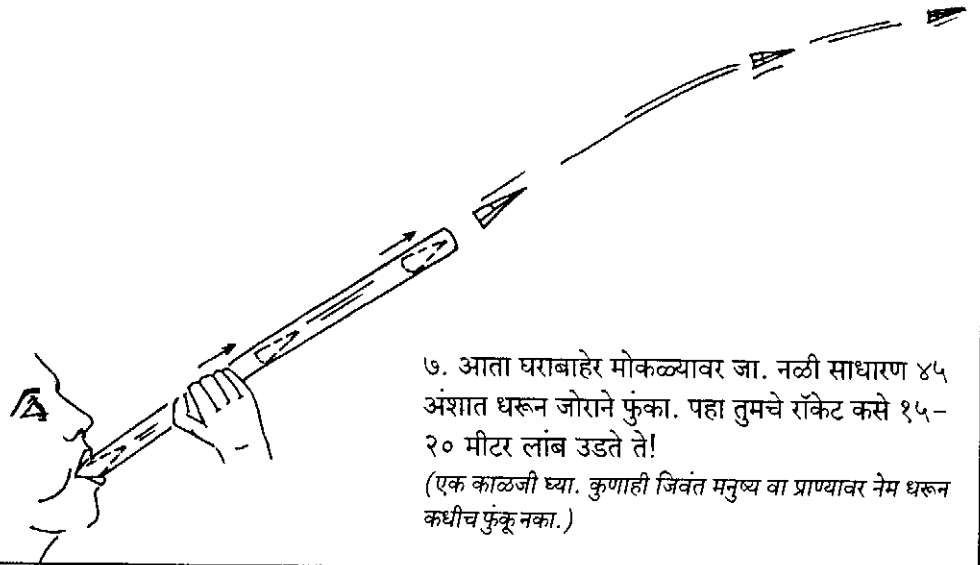 ७. आता घराबाहेर मोकळ्यावर जा. नळी साधारण ४५
अंशात धरून जोराने फुंका. पहा तुमचे रॉकेट कसे १५-
२० मीटर लांब उडते ते!
(एक काळजी घ्या. कुणाही जिवंत मनुष्य वा प्राण्यावर नेम धरून
कधीच फुंकू नका.)